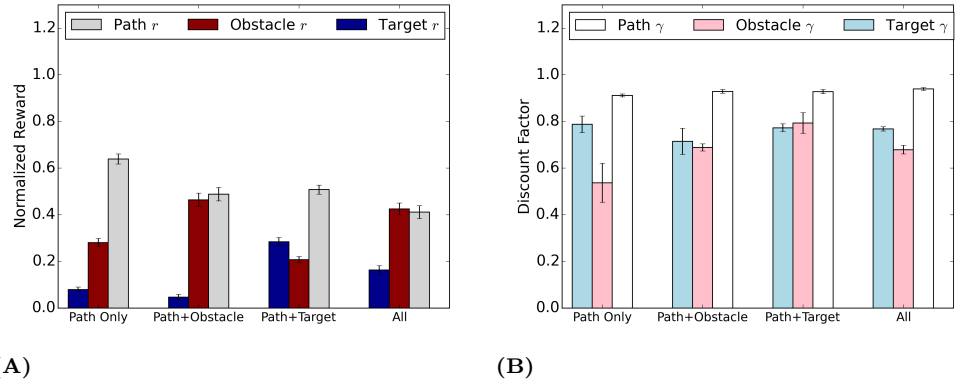 1.2
1.0
0.8
0.6
0.4
0.2
0.0
Normalized Reward
Path r
Obstacle r
Target r
Path Only
Path+Obstacle
Path+Target
All
A)
1.2
1.0
0.8
0.6
0.4
0.2
0.0
Discount Factor
Path γ
Obstacle γ
Target γ
Path Only
Path+Obstacle
Path+Target
All
(B)